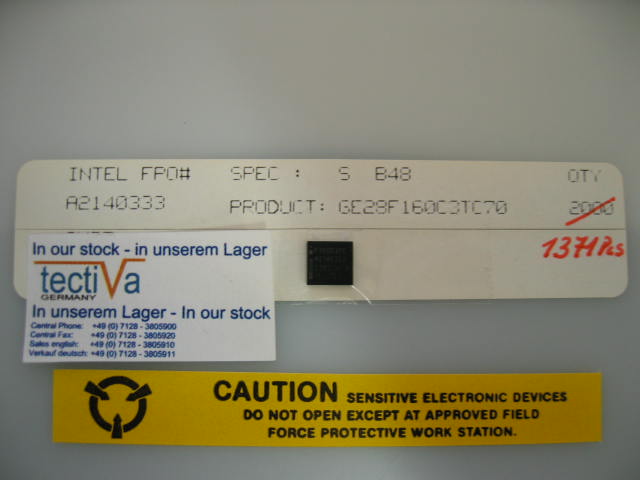 INTEL FPO# SPEC : S B48 QTY
A2140333 PRODUCT: GE28F160C3TC70 2000
1371 Pcs
In our stock - in unserem Lager
tectiVa
GERMANY
In unserem Lager - In our stock
Central Phone: +49 (0) 7128 - 3805900
Central Fax: +49 (0) 7128 - 3805920
Sales english: +49 (0) 7128 - 3805910
Verkauf deutsch: +49 (0) 7128 - 3805911
CAUTION SENSITIVE ELECTRONIC DEVICES
DO NOT OPEN EXCEPT AT APPROVED FIELD
FORCE PROTECTIVE WORK STATION.